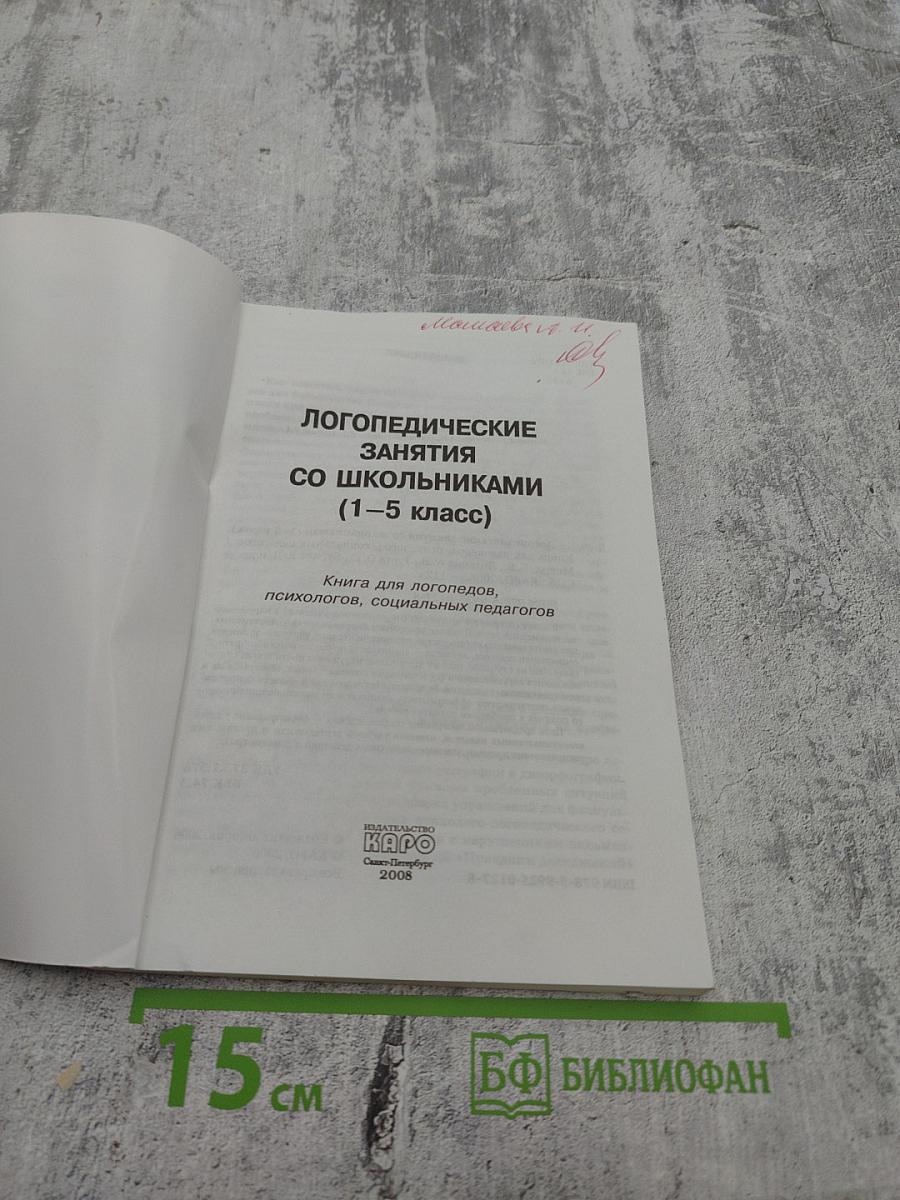 ЛОГОПЕДИЧЕСКИЕ
ЗАНЯТИЯ
СО ШКОЛЬНИКАМИ
(1—5 класс)
Книга для логопедов,
психологов, социальных педагогов
ИЗДАТЕЛЬСТВО
КАРО
Санкт-Петербург
2008
15 см
БФ БИБЛИОФАН